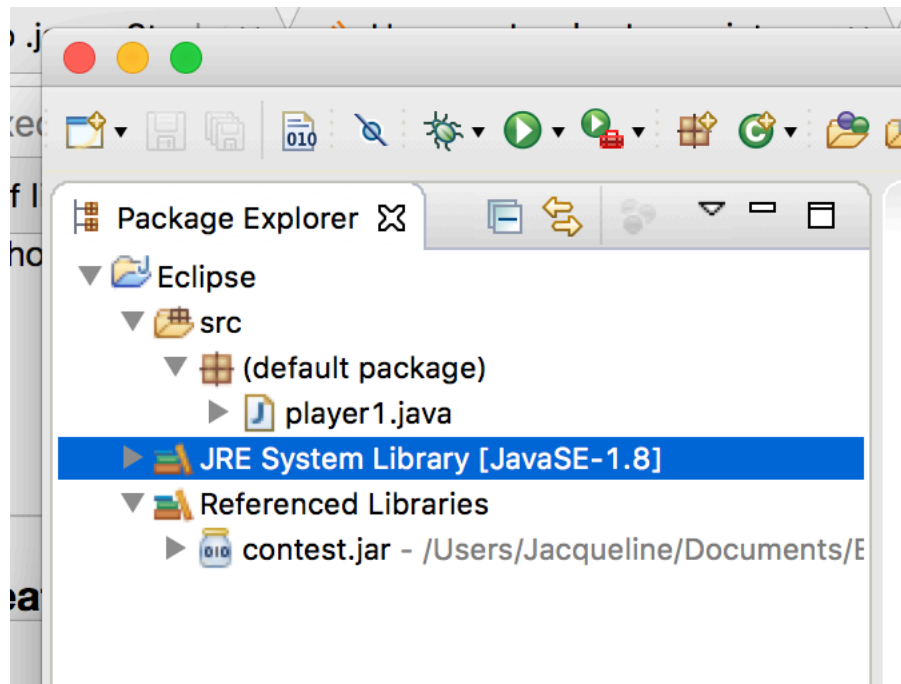 Package Explorer
Eclipse
src
(default package)
player1.java
JRE System Library [JavaSE-1.8]
Referenced Libraries
contest.jar - /Users/Jacqueline/Documents/E